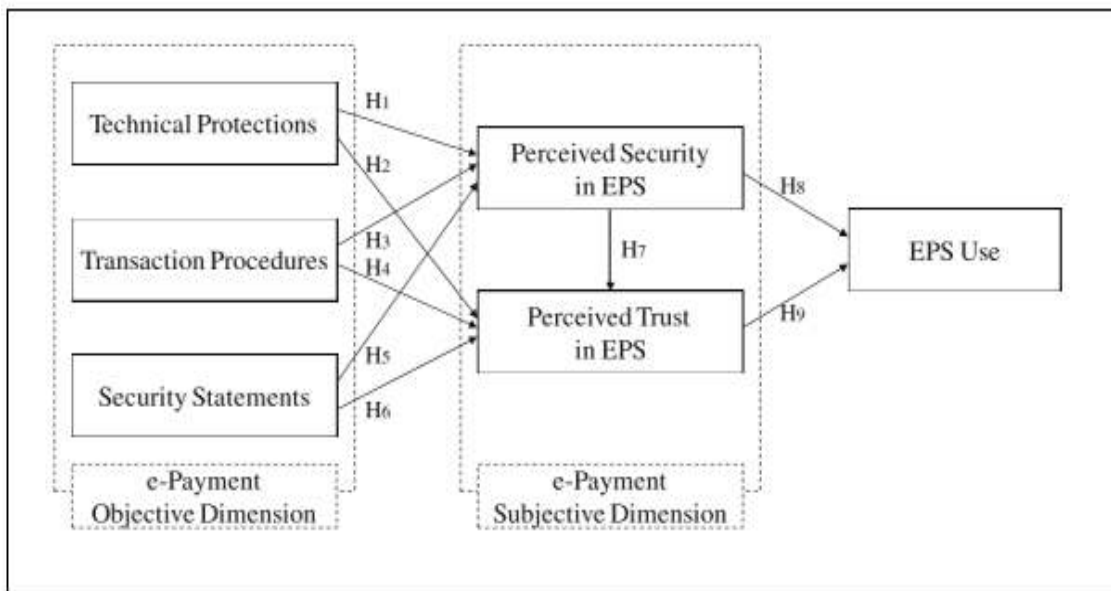 Technical Protections
Transaction Procedures
Security Statements
e-Payment
Objective Dimension
H1
H2
H3
H4
H5
H6
Perceived Security
in EPS
H7
Perceived Trust
in EPS
e-Payment
Subjective Dimension
H8
H9
EPS Use